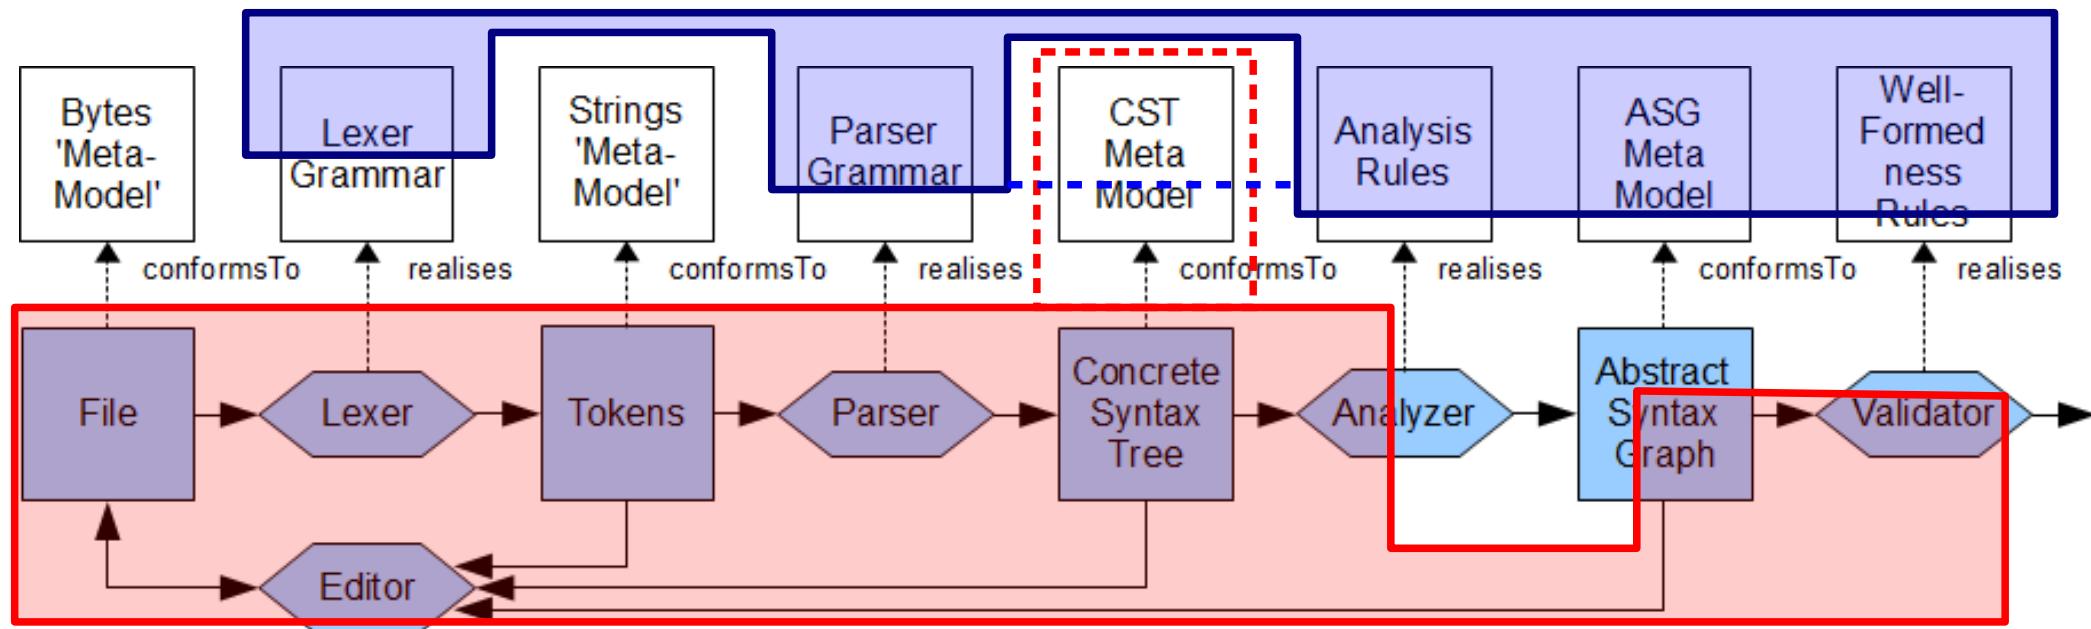 Bytes
'Meta-
Model'
Lexer
Grammar
Strings
'Meta-
Model'
Parser
Grammar
CST
Meta
Model
Analysis
Rules
ASG
Meta
Model
Well-
Formed
ness
Rules
conformsTo
realises
conformsTo
realises
conformsTo
realises
conformsTo
realises
File
Lexer
Tokens
Parser
Concrete
Syntax
Tree
Analyzer
Abstract
Syntax
Graph
Validator
Editor